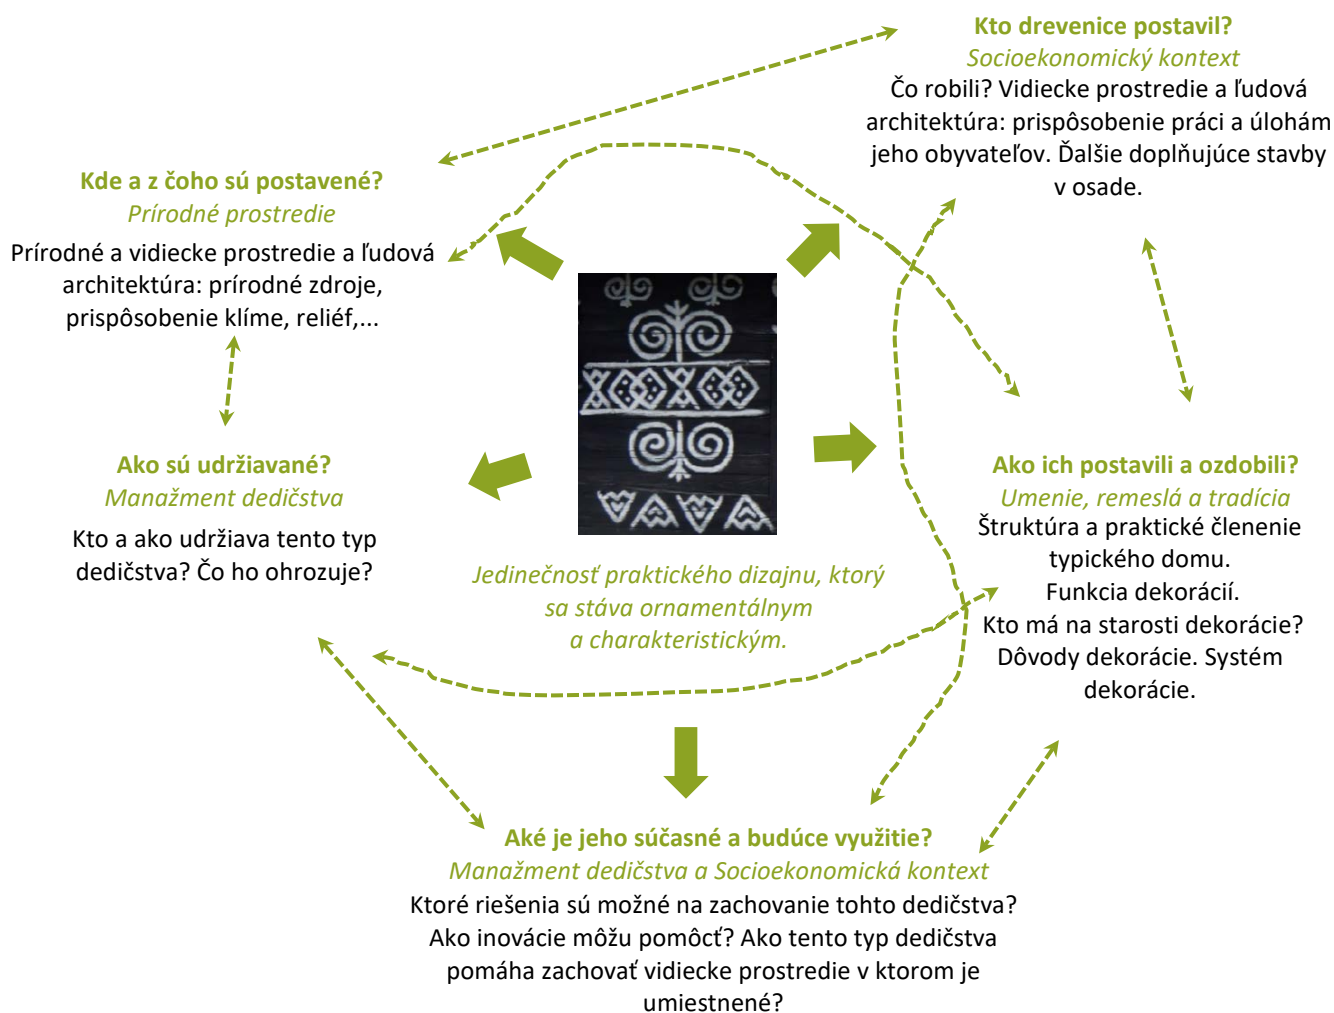 Kto drevenice postavil?
Socioekonomický kontext
Čo robili? Vidiecke prostredie a ľudová
architektúra: prispôsobenie práci a úlohám
jeho obyvateľov. Ďalšie doplňujúce stavby
v osade.
Kde a z čoho sú postavené?
Prírodné prostredie
Prírodné a vidiecke prostredie a ľudová
architektúra: prírodné zdroje,
prispôsobenie klíme, reliéf,...
Ako sú udržiavané?
Manažment dedičstva
Kto a ako udržiava tento typ
dedičstva? Čo ho ohrozuje?
Jedinečnosť praktického dizajnu, ktorý
sa stáva ornamentálnym
a charakteristickým.
Ako ich postavili a ozdobili?
Umenie, remeslá a tradícia
Štruktúra a praktické členenie
typického domu.
Funkcia dekorácií.
Kto má na starosti dekorácie?
Dôvody dekorácie. Systém
dekorácie.
Aké je jeho súčasné a budúce využitie?
Manažment dedičstva a Socioekonomická kontext
Ktoré riešenia sú možné na zachovanie tohto dedičstva?
Ako inovácie môžu pomôcť? Ako tento typ dedičstva
pomáha zachovať vidiecke prostredie v ktorom je
umiestnené?